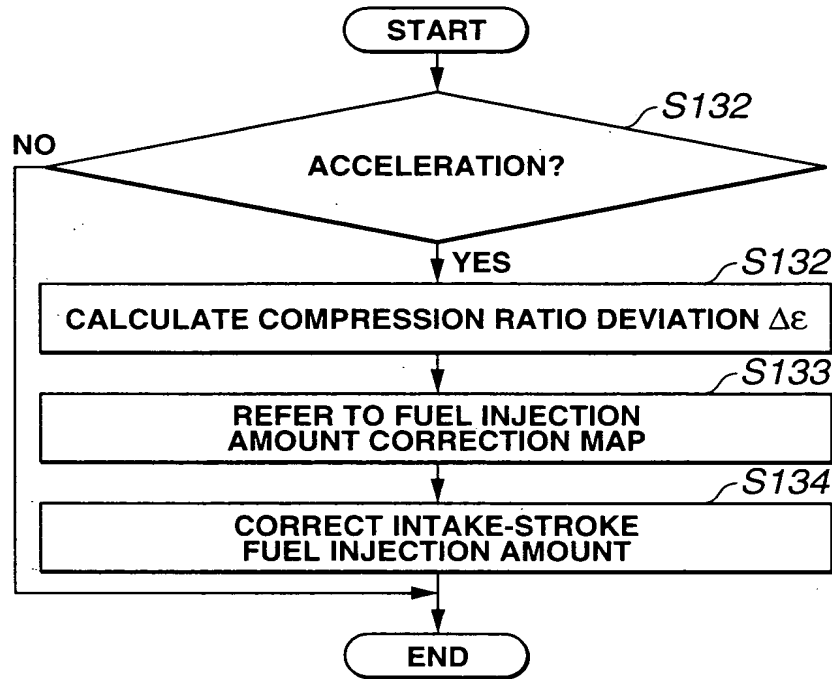 START
S132
NO
ACCELERATION?
YES
S132
CALCULATE COMPRESSION RATIO DEVIATION Δε
S133
REFER TO FUEL INJECTION
AMOUNT CORRECTION MAP
S134
CORRECT INTAKE-STROKE
FUEL INJECTION AMOUNT
END